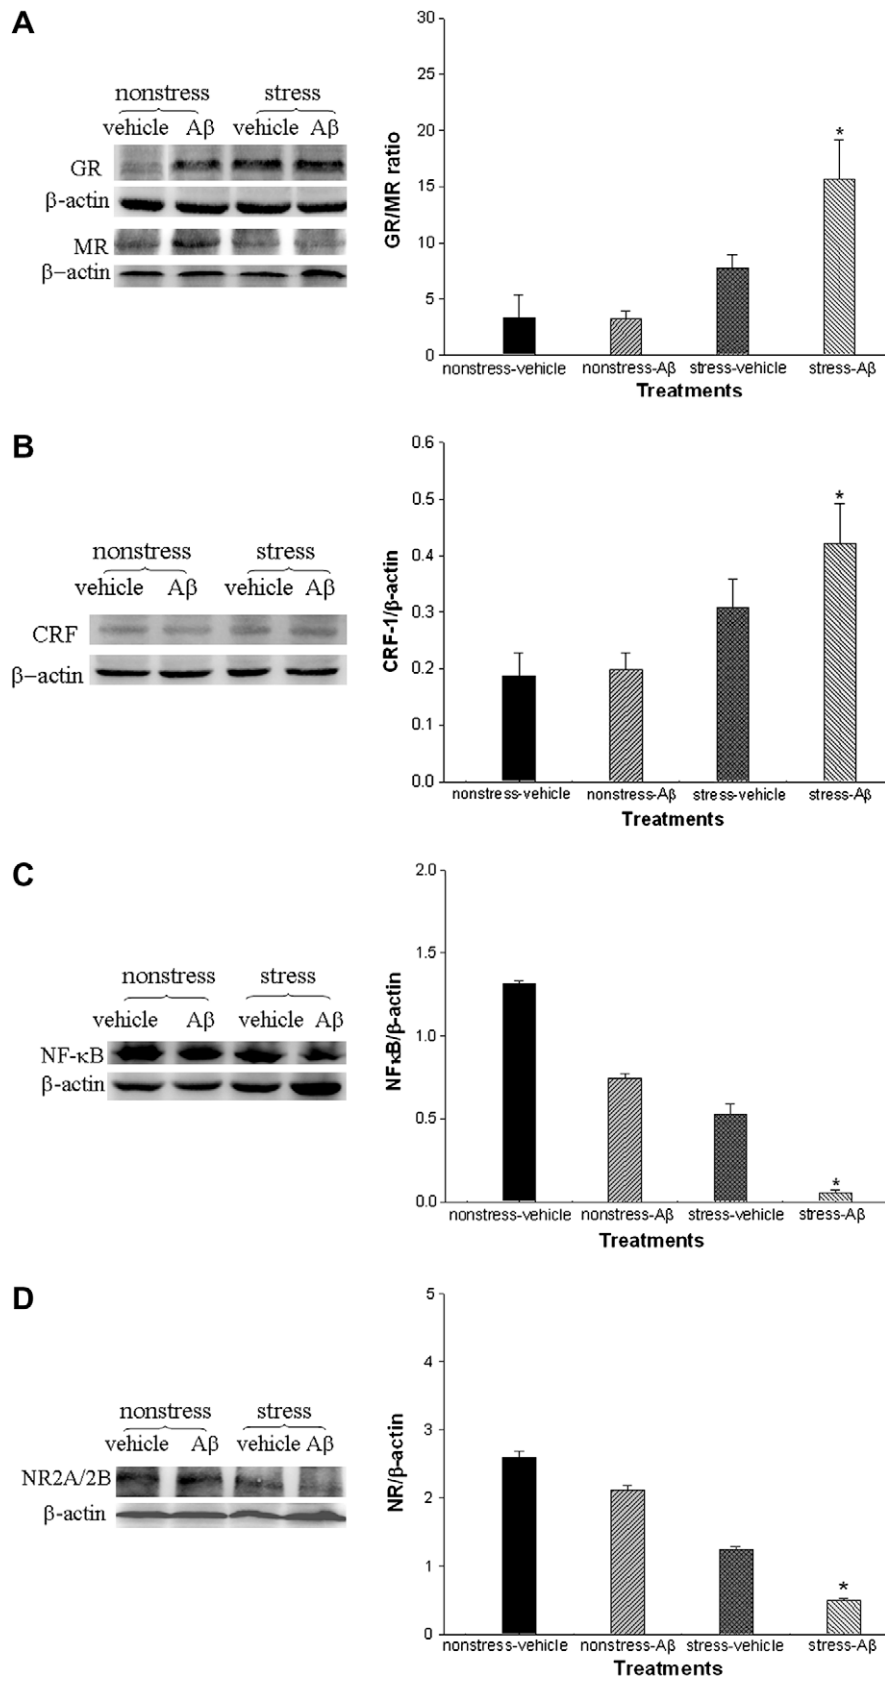 A
nonstress stress
vehicle Aβ vehicle Aβ
GR
β-actin
MR
β−actin
30
25
20
15
10
5
0
GR/MR ratio
*
nonstress-vehicle nonstress-Aβ stress-vehicle stress-Aβ
Treatments
B
nonstress stress
vehicle Aβ vehicle Aβ
CRF
β−actin
0.6
0.5
0.4
0.3
0.2
0.1
0.0
CRF-1/β-actin
*
nonstress-vehicle nonstress-Aβ stress-vehicle stress-Aβ
Treatments
C
nonstress stress
vehicle Aβ vehicle Aβ
NF-κB
β-actin
2.0
1.5
1.0
0.5
0.0
NFκB/β-actin
*
nonstress-vehicle nonstress-Aβ stress-vehicle stress-Aβ
Treatments
D
nonstress stress
vehicle Aβ vehicle Aβ
NR2A/2B
β-actin
5
4
3
2
1
0
NR/β-actin
*
nonstress-vehicle nonstress-Aβ stress-vehicle stress-Aβ
Treatments